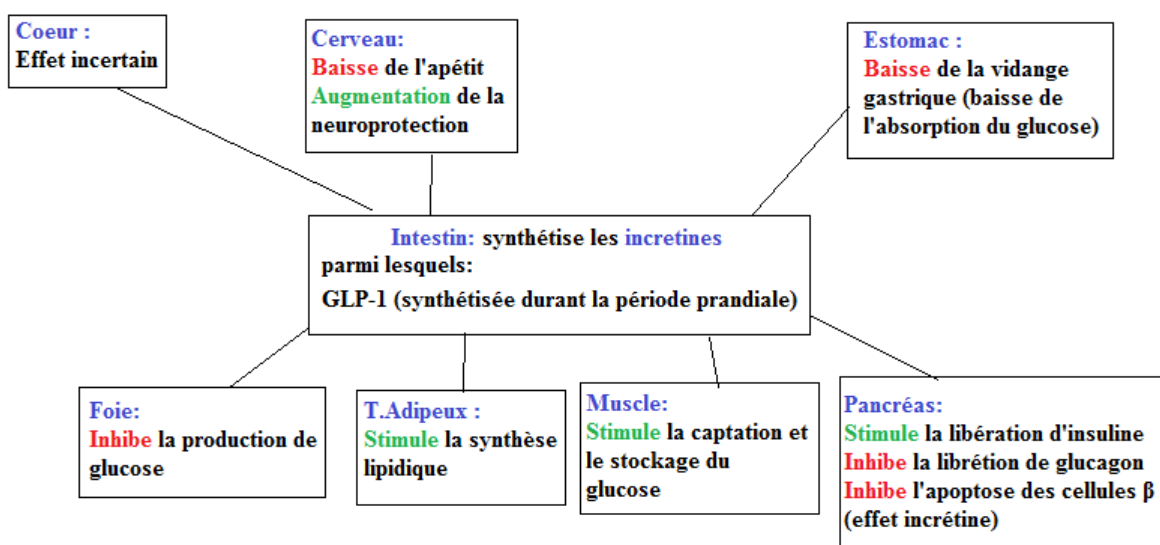 Coeur :
Effet incertain
Cerveau:
Baisse de l'apétit
Augmentation de la
neuroprotection
Estomac :
Baisse de la vidange
gastrique (baisse de
l'absorption du glucose)
Intestin: synthétise les incretines
parmi lesquels:
GLP-1 (synthétisée durant la période prandiale)
Foie:
Inhibe la production de
glucose
T.Adipeux :
Stimule la synthèse
lipidique
Muscle:
Stimule la captation et
le stockage du
glucose
Pancréas:
Stimule la libération d'insuline
Inhibe la librétion de glucagon
Inhibe l'apoptose des cellules β
(effet incrétine)